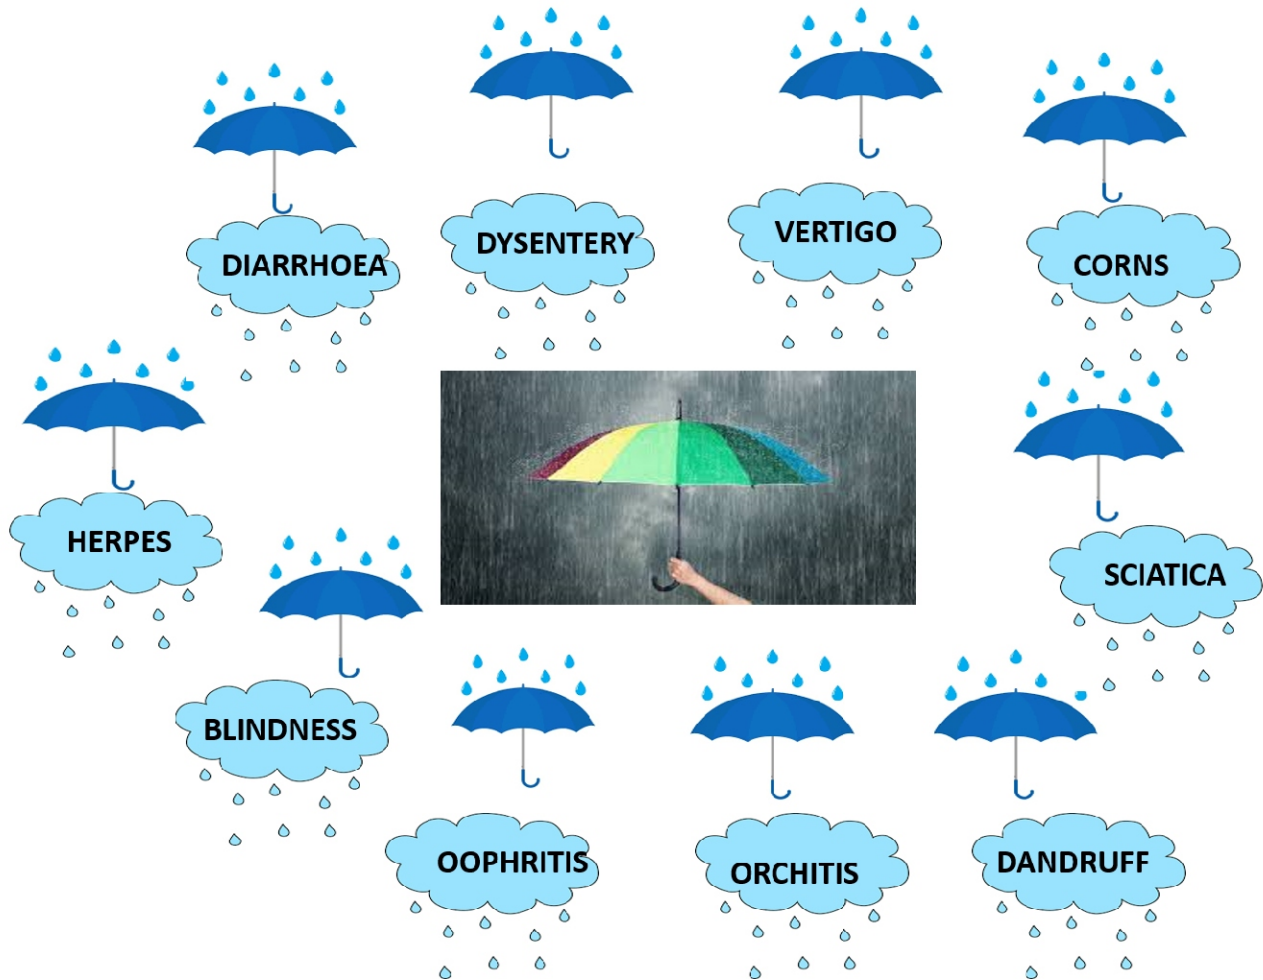 DIARRHOEA
DYSENTERY
VERTIGO
CORNS
HERPES
SCIATICA
BLINDNESS
OOPHRITIS
ORCHITIS
DANDRUFF